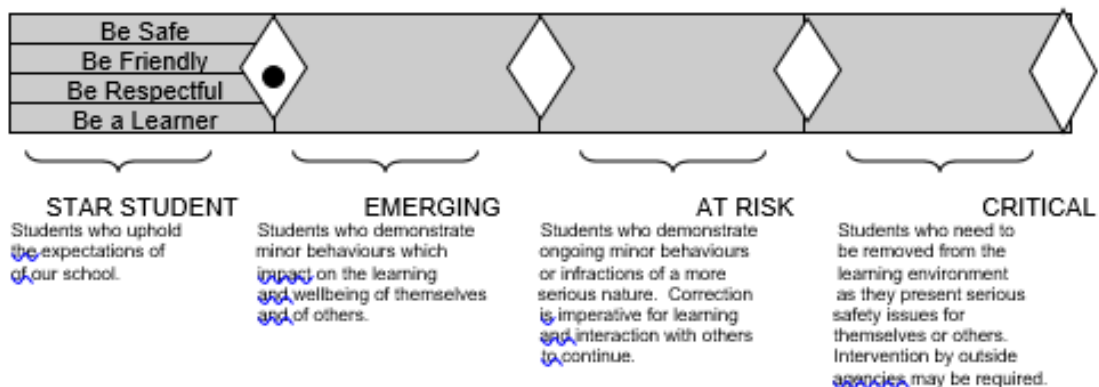 Be Safe
Be Friendly
Be Respectful
Be a Learner
STAR STUDENT
Students who uphold
the expectations of
of our school.
EMERGING
Students who demonstrate
minor behaviours which
impact on the learning
and wellbeing of themselves
and of others.
AT RISK
Students who demonstrate
ongoing minor behaviours
or infractions of a more
serious nature. Correction
is imperative for learning
and interaction with others
to continue.
CRITICAL
Students who need to
be removed from the
learning environment
as they present serious
safety issues for
themselves or others.
Intervention by outside
agencies may be required.